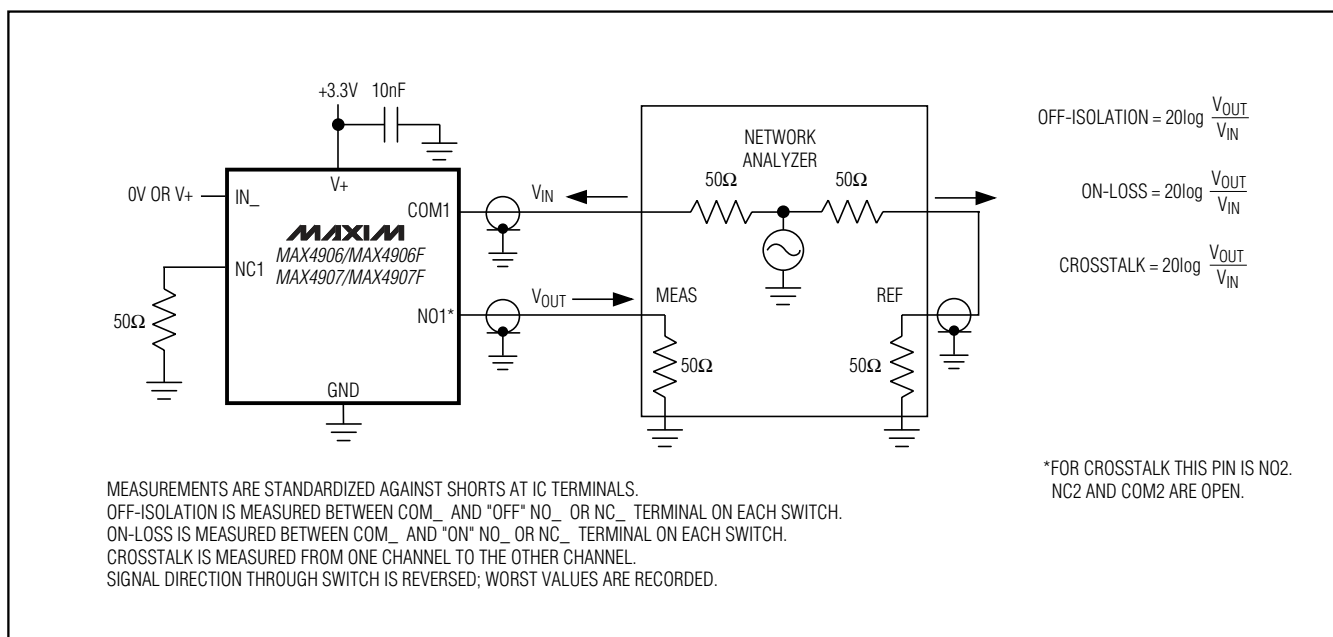 +3.3V
10nF
V+
0V OR V+
IN_
COM1
MAXIM
MAX4906/MAX4906F
MAX4907/MAX4907F
NC1
NO1*
50Ω
GND
VIN
VOUT
NETWORK
ANALYZER
50Ω
50Ω
MEAS
REF
50Ω
50Ω
OFF-ISOLATION = 20log VOUT/VIN
ON-LOSS = 20log VOUT/VIN
CROSSTALK = 20log VOUT/VIN
*FOR CROSSTALK THIS PIN IS NO2.
NC2 AND COM2 ARE OPEN.
MEASUREMENTS ARE STANDARDIZED AGAINST SHORTS AT IC TERMINALS.
OFF-ISOLATION IS MEASURED BETWEEN COM_ AND "OFF" NO_ OR NC_ TERMINAL ON EACH SWITCH.
ON-LOSS IS MEASURED BETWEEN COM_ AND "ON" NO_ OR NC_ TERMINAL ON EACH SWITCH.
CROSSTALK IS MEASURED FROM ONE CHANNEL TO THE OTHER CHANNEL.
SIGNAL DIRECTION THROUGH SWITCH IS REVERSED; WORST VALUES ARE RECORDED.